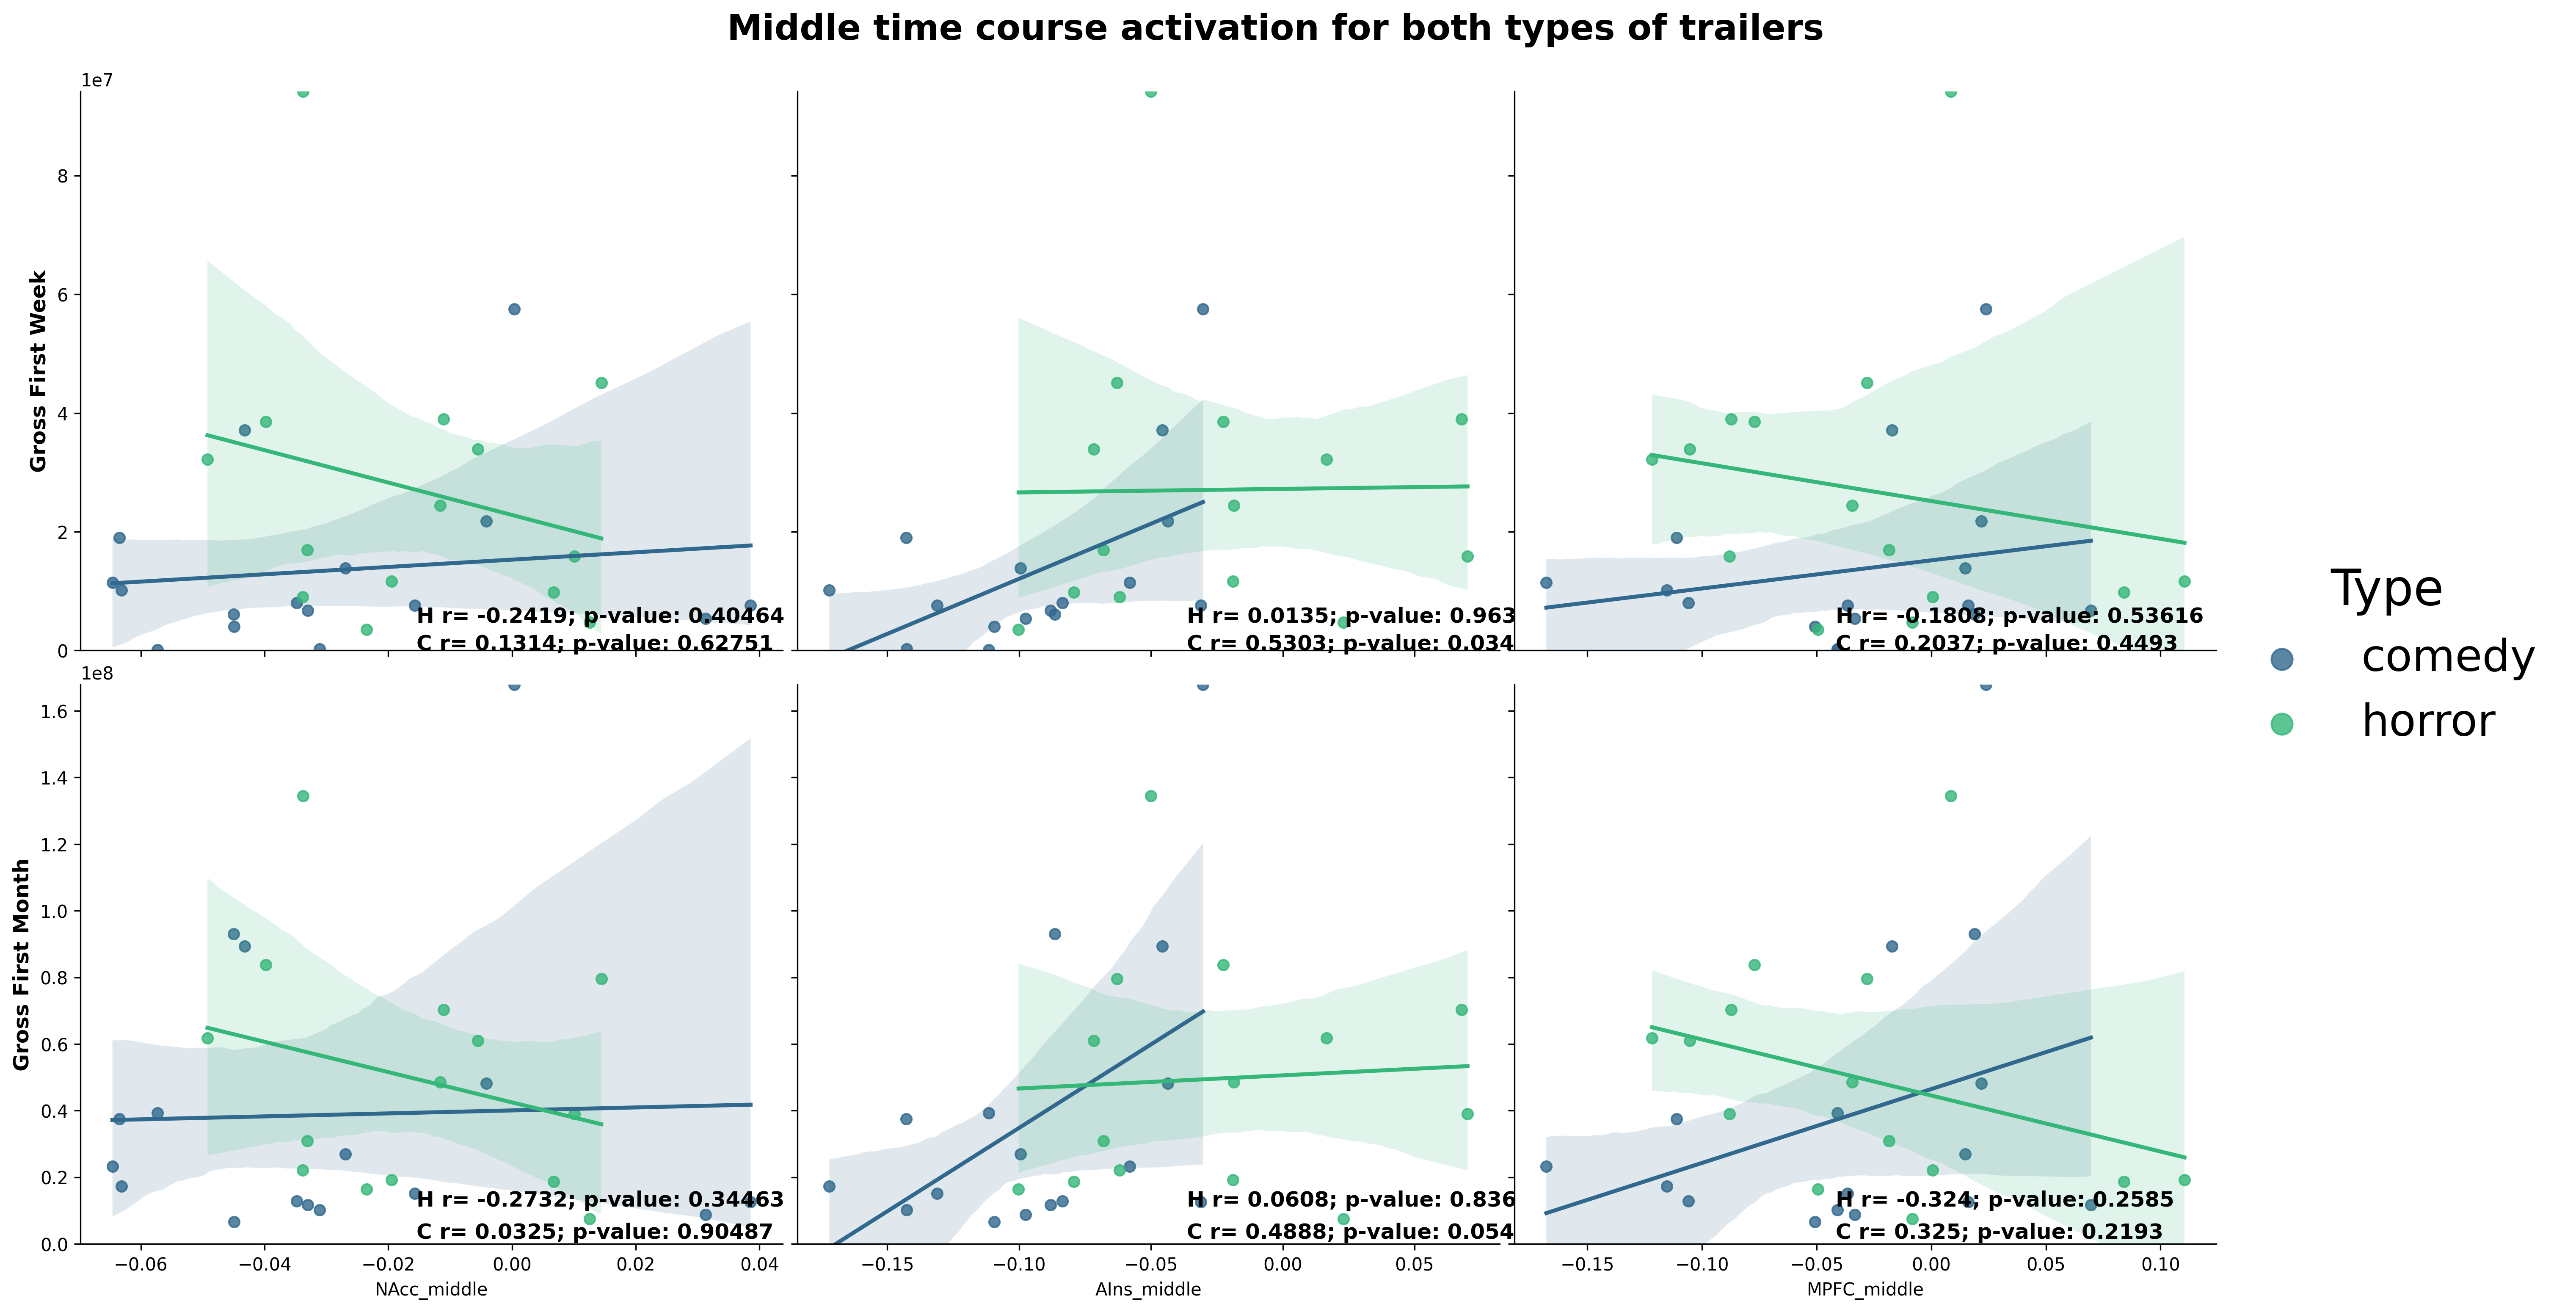 Middle time course activation for both types of trailers
1e7
8
6
4
2
0
Gross First Week
H r= -0.2419; p-value: 0.40464
C r= 0.1314; p-value: 0.62751
H r= 0.0135; p-value: 0.963
C r= 0.5303; p-value: 0.034
H r= -0.1808; p-value: 0.53616
C r= 0.2037; p-value: 0.4493
Type
comedy
horror
1e8
1.6
1.4
1.2
1.0
0.8
0.6
0.4
0.2
0.0
Gross First Month
H r= -0.2732; p-value: 0.34463
C r= 0.0325; p-value: 0.90487
H r= 0.0608; p-value: 0.836
C r= 0.4888; p-value: 0.054
H r= -0.324; p-value: 0.2585
C r= 0.325; p-value: 0.2193
−0.06 −0.04 −0.02 0.00 0.02 0.04
NAcc_middle
−0.15 −0.10 −0.05 0.00 0.05
AIns_middle
−0.15 −0.10 −0.05 0.00 0.05 0.10
MPFC_middle